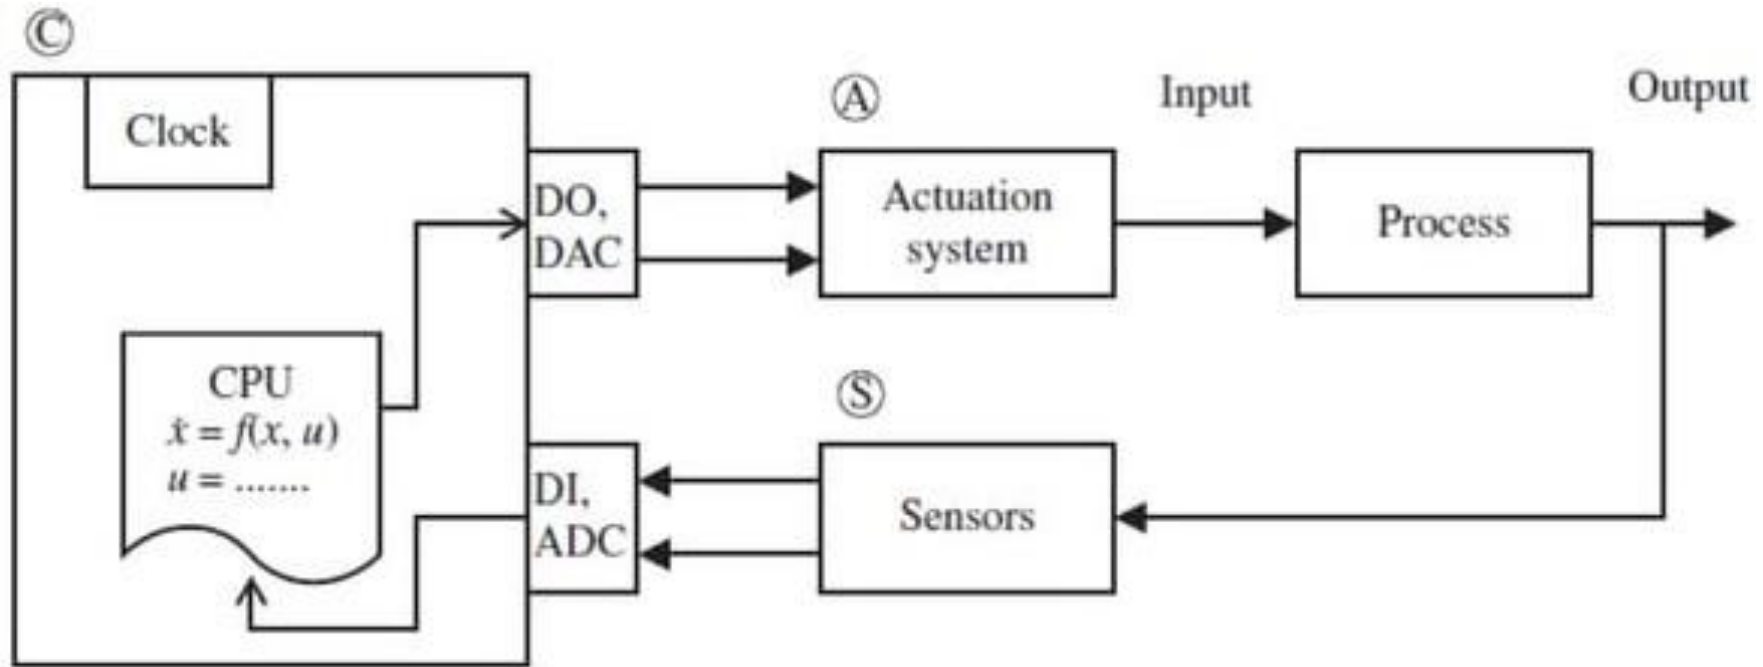 Ⓒ
Clock
Ⓐ
Input
Output
DO,
DAC
Actuation
system
Process
CPU
ẋ = f(x, u)
u = .......
Ⓢ
DI,
ADC
Sensors